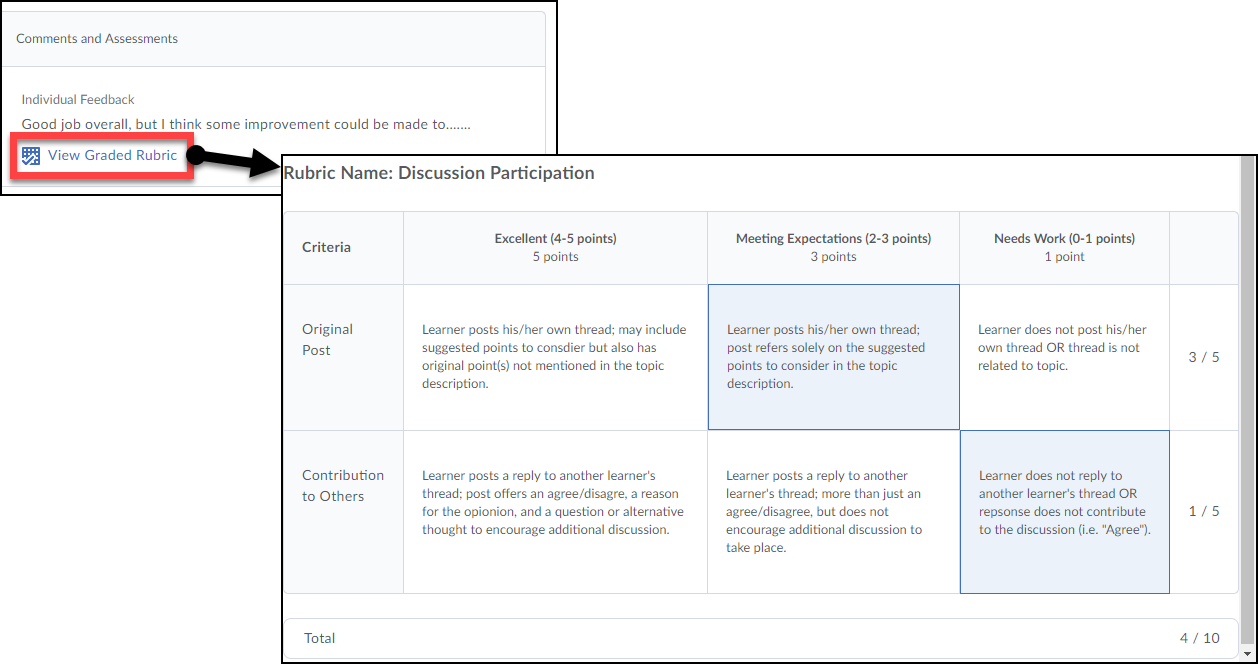 Comments and Assessments
Individual Feedback
Good job overall, but I think some improvement could be made to.......
View Graded Rubric
Rubric Name: Discussion Participation
Criteria
Excellent (4-5 points)
5 points
Meeting Expectations (2-3 points)
3 points
Needs Work (0-1 points)
1 point
Original
Post
Learner posts his/her own thread; may include
suggested points to consdier but also has
original point(s) not mentioned in the topic
description.
Learner posts his/her own thread;
post refers solely on the suggested
points to consider in the topic
description.
Learner does not post his/her
own thread OR thread is not
related to topic.
3 / 5
Contribution
to Others
Learner posts a reply to another learner's
thread; post offers an agree/disagre, a reason
for the opionion, and a question or alternative
thought to encourage additional discussion.
Learner posts a reply to another
learner's thread; more than just an
agree/disagree, but does not
encourage additional discussion to
take place.
Learner does not reply to
another learner's thread OR
repsonse does not contribute
to the discussion (i.e. "Agree").
1 / 5
Total
4 / 10